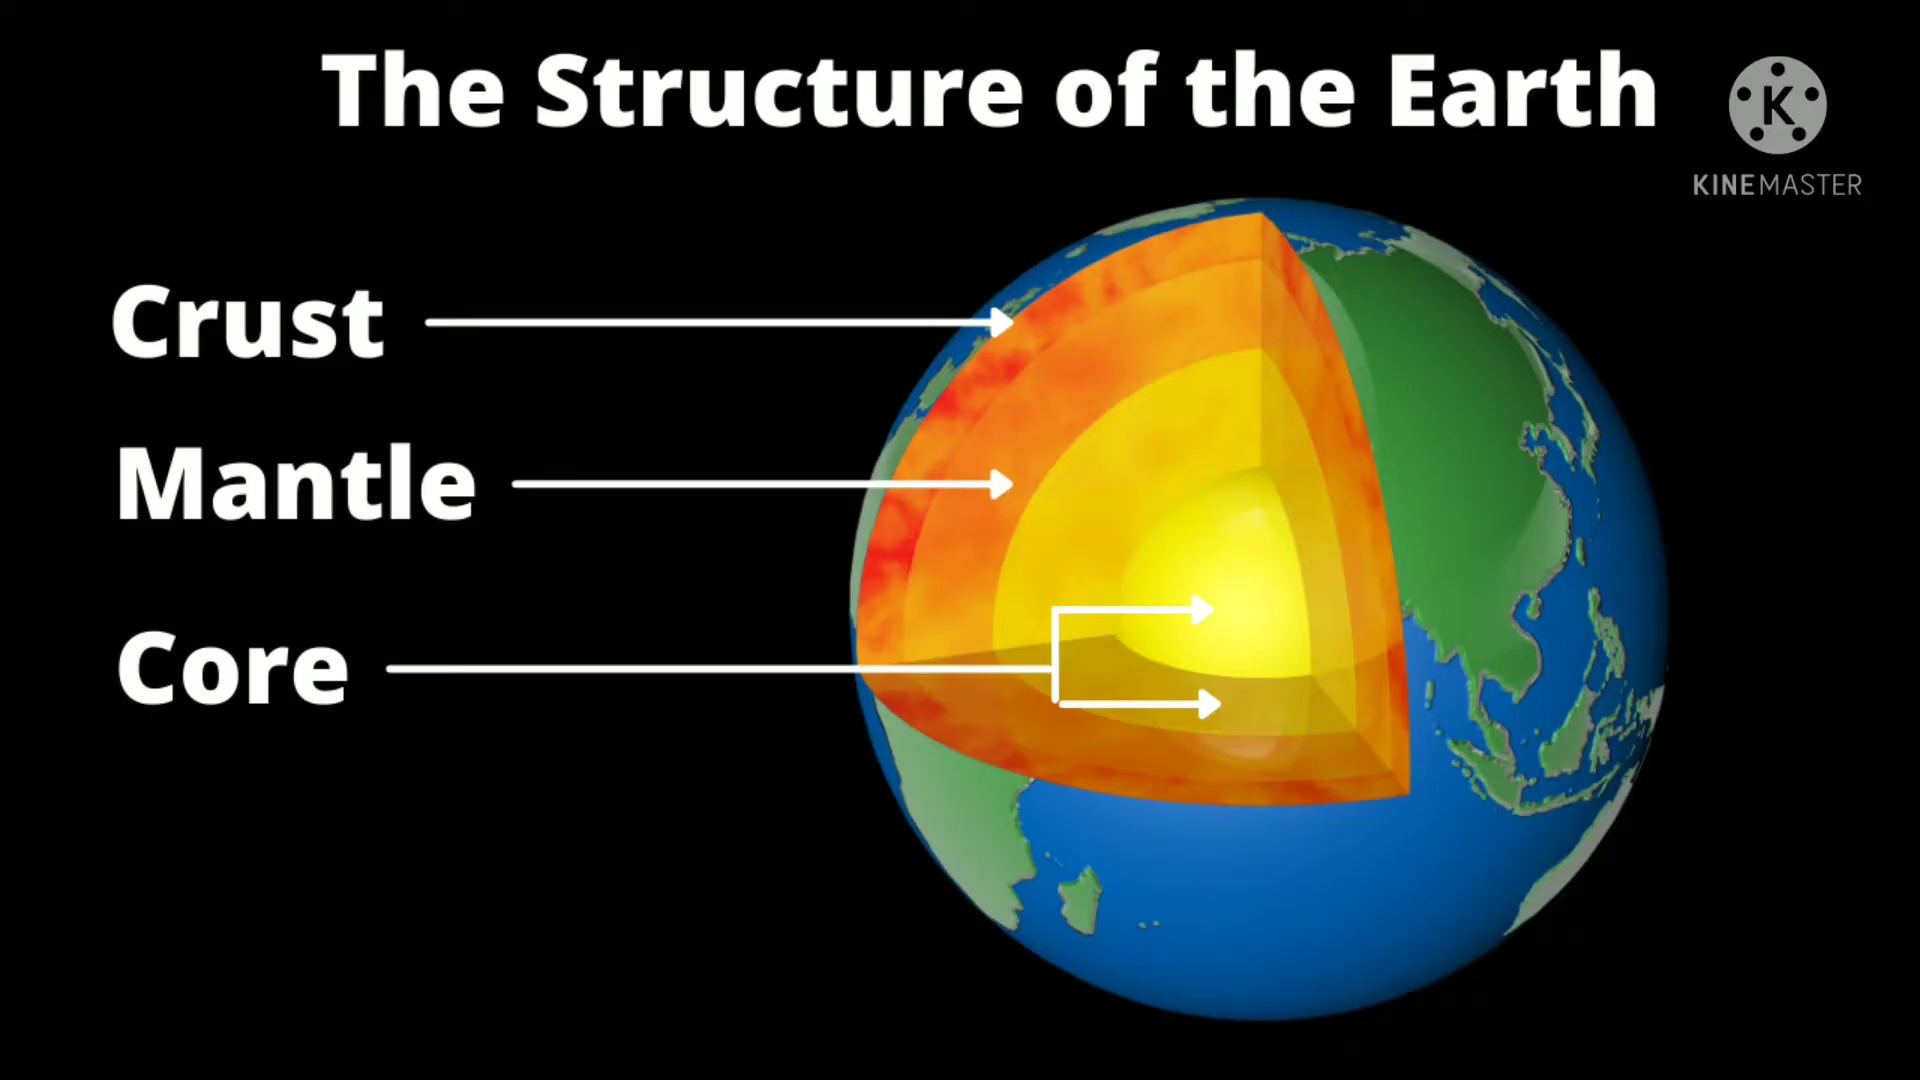 The Structure of the Earth
K
KINEMASTER
Crust
Mantle
Core